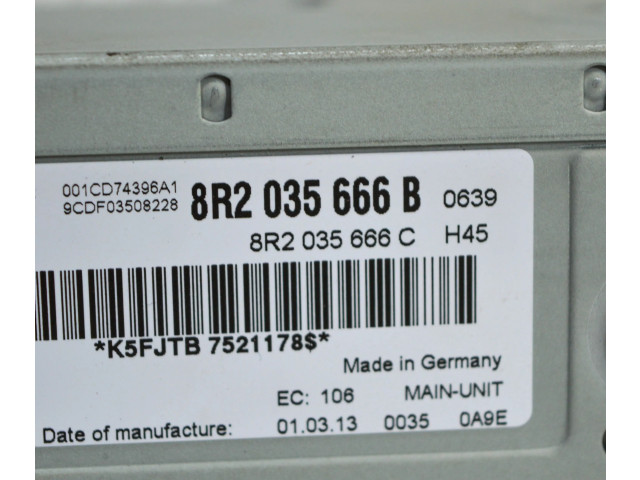 001CD74396A1 8R2 035 666 B 0639
9CDF03508228
8R2 035 666 C H45
*K5FJTB 7521178$*
Made in Germany
EC: 106 MAIN-UNIT
Date of manufacture: 01.03.13 0035 0A9E